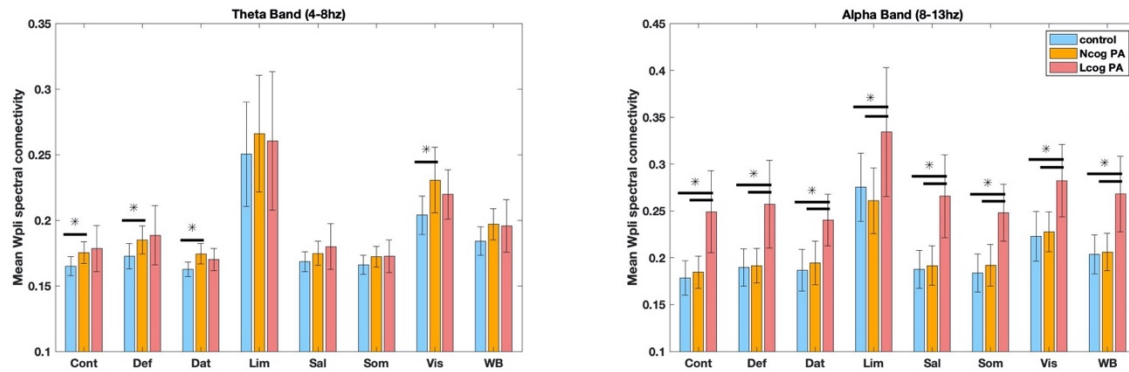 Theta Band (4-8hz)
Mean Wpli spectral connectivity
0.35
0.3
0.25
0.2
0.15
0.1
*
*
*
*
Cont Def Dat Lim Sal Som Vis WB
Alpha Band (8-13hz)
control
Ncog PA
Lcog PA
Mean Wpli spectral connectivity
0.45
0.4
0.35
0.3
0.25
0.2
0.15
0.1
*
*
*
*
*
*
*
*
Cont Def Dat Lim Sal Som Vis WB